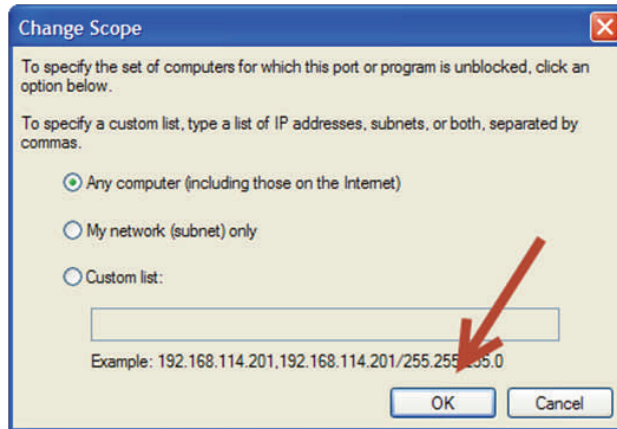 Change Scope
To specify the set of computers for which this port or program is unblocked, click an
option below.
To specify a custom list, type a list of IP addresses, subnets, or both, separated by
commas.
Any computer (including those on the Internet)
My network (subnet) only
Custom list:
Example: 192.168.114.201,192.168.114.201/255.255.255.0
OK Cancel